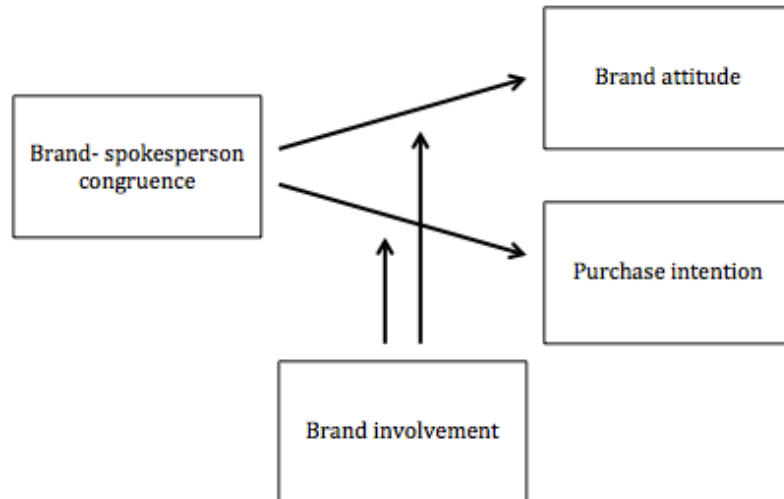 Brand attitude
Brand- spokesperson
congruence
Purchase intention
Brand involvement